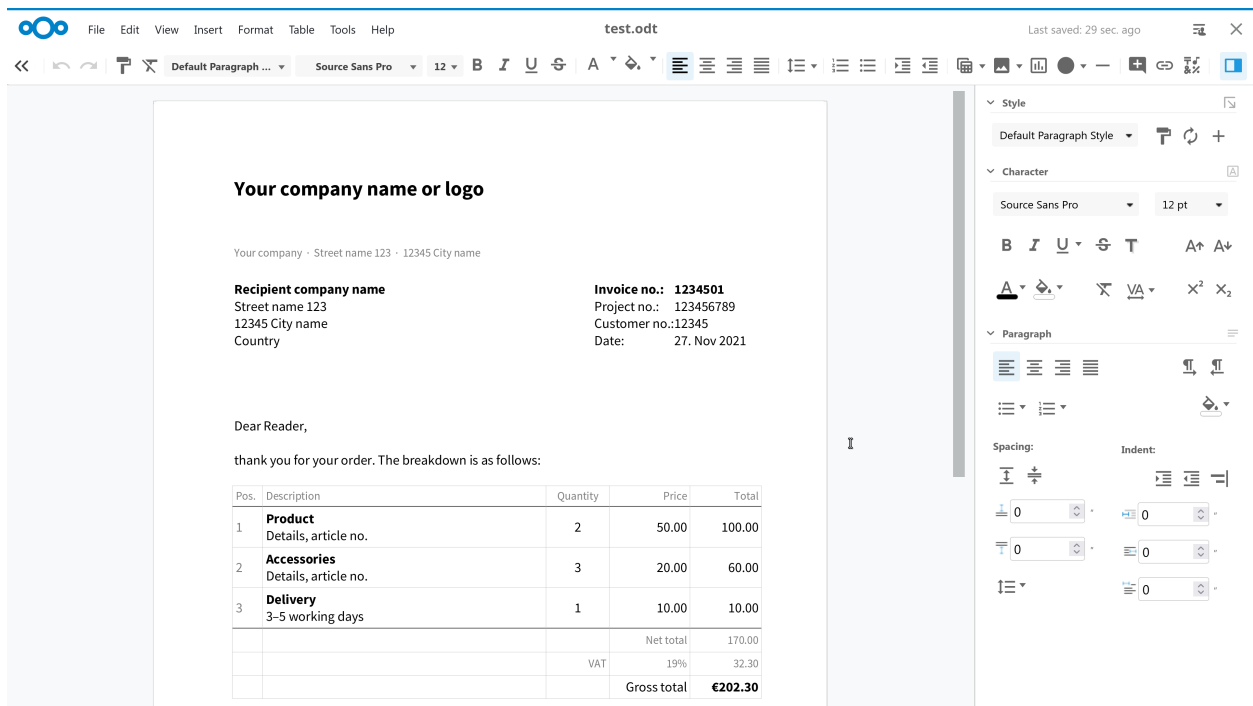 File Edit View Insert Format Table Tools Help test.odt Last saved: 29 sec. ago
Default Paragraph ... Source Sans Pro 12 B I U S A
Style
Default Paragraph Style
Character
Source Sans Pro 12 pt
B I U S T A A
A VA X² X₂
Paragraph
Spacing: Indent:
0 " 0 "
0 " 0 "
0 "
Your company name or logo
Your company · Street name 123 · 12345 City name
Recipient company name
Street name 123
12345 City name
Country
Invoice no.: 1234501
Project no.: 123456789
Customer no.:12345
Date: 27. Nov 2021
Dear Reader,
thank you for your order. The breakdown is as follows:
Pos. Description Quantity Price Total
1 Product 2 50.00 100.00
Details, article no.
2 Accessories 3 20.00 60.00
Details, article no.
3 Delivery 1 10.00 10.00
3–5 working days
Net total 170.00
VAT 19% 32.30
Gross total €202.30